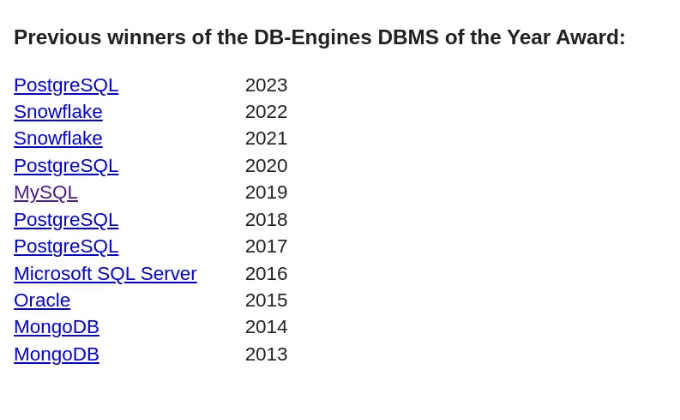 Previous winners of the DB-Engines DBMS of the Year Award:
PostgreSQL 2023
Snowflake 2022
Snowflake 2021
PostgreSQL 2020
MySQL 2019
PostgreSQL 2018
PostgreSQL 2017
Microsoft SQL Server 2016
Oracle 2015
MongoDB 2014
MongoDB 2013